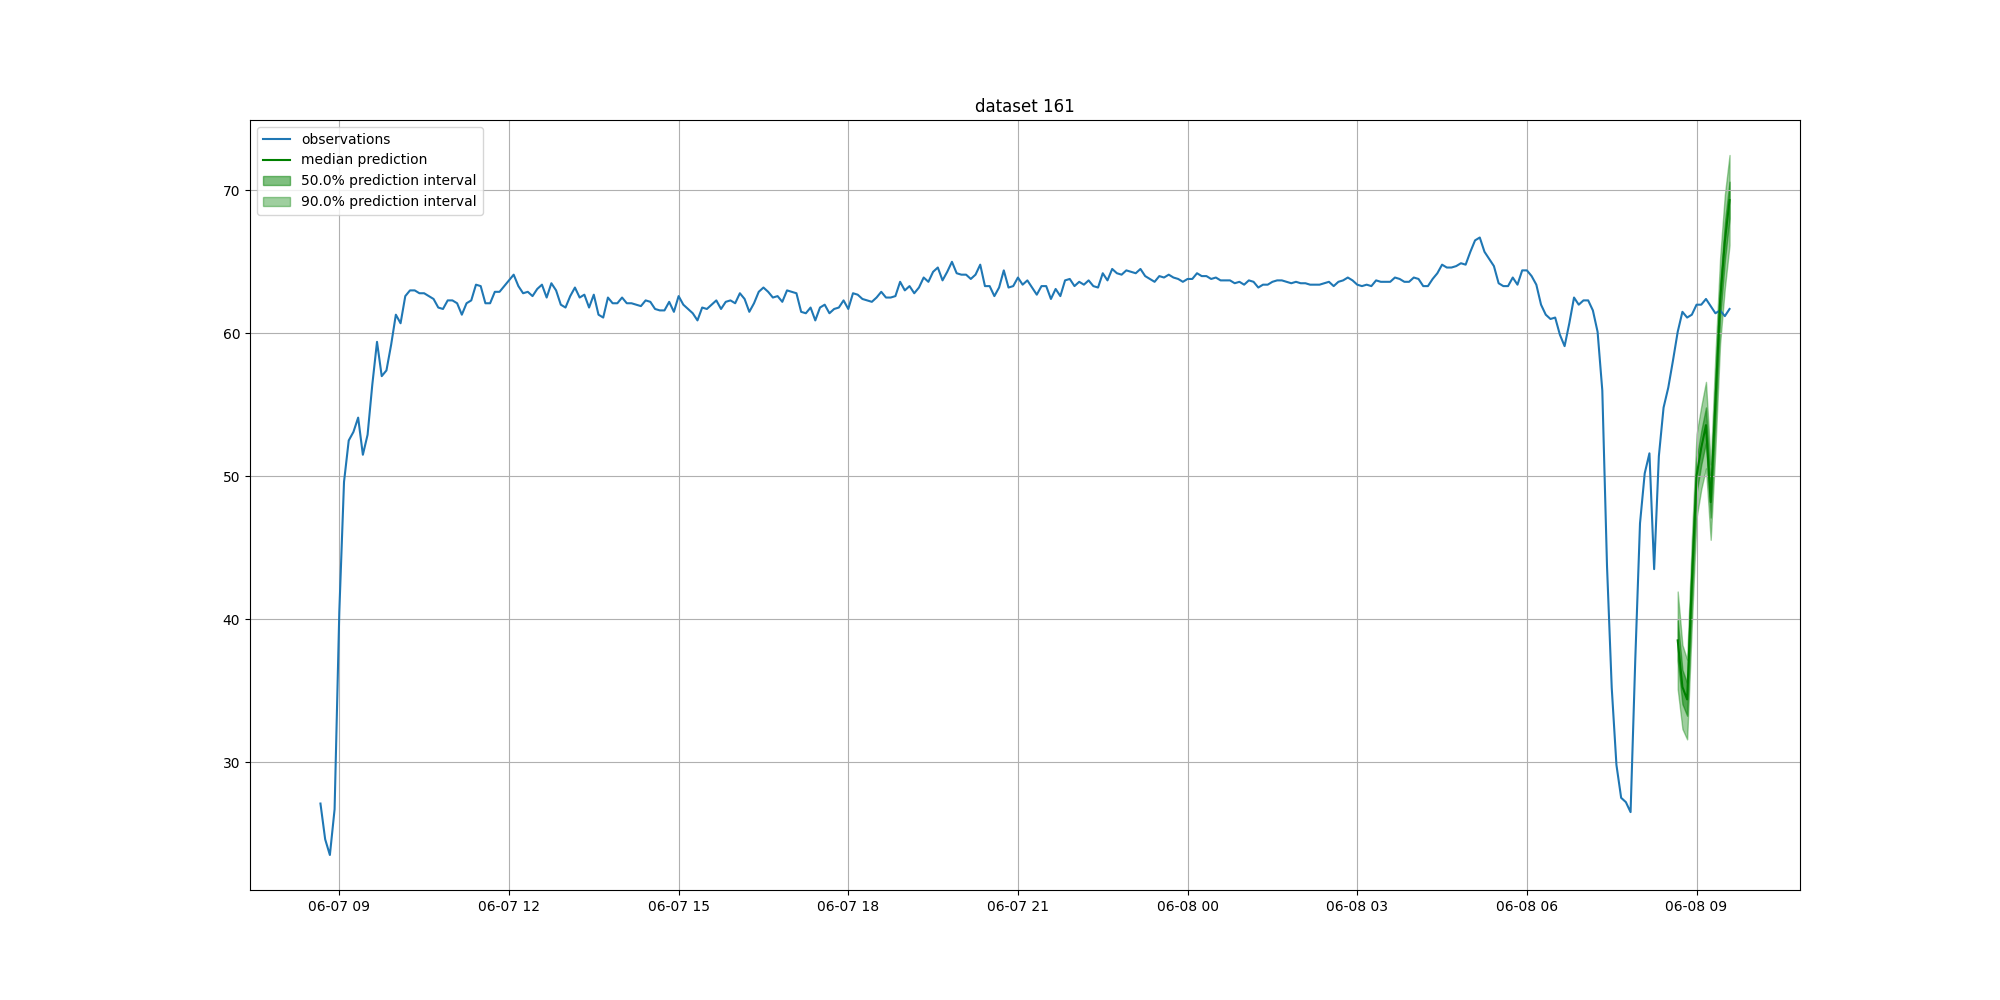 dataset 161
observations
median prediction
50.0% prediction interval
90.0% prediction interval
70
60
50
40
30
06-07 09 06-07 12 06-07 15 06-07 18 06-07 21 06-08 00 06-08 03 06-08 06 06-08 09